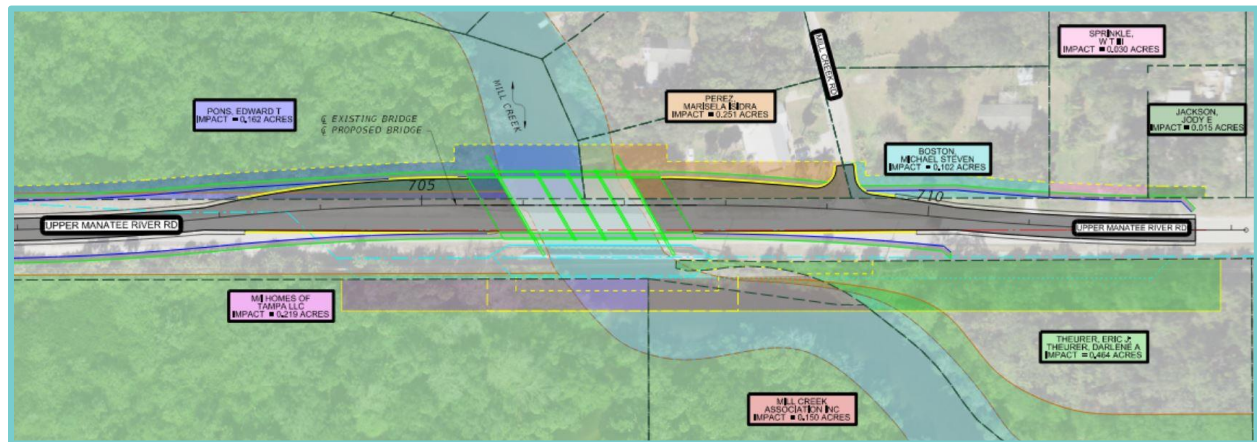 SPRINKLE,
W T III
IMPACT = 0.030 ACRES
MILL CREEK RD
PONS, EDWARD T
IMPACT = 0.162 ACRES
MILL CREEK
PEREZ,
MARISELA ISIDRA
IMPACT = 0.251 ACRES
JACKSON,
JODY E
IMPACT = 0.015 ACRES
℄ EXISTING BRIDGE
℄ PROPOSED BRIDGE
BOSTON,
MICHAEL STEVEN
IMPACT = 0.102 ACRES
705
710
UPPER MANATEE RIVER RD
UPPER MANATEE RIVER RD
M/I HOMES OF
TAMPA LLC
IMPACT = 0.219 ACRES
THEURER, ERIC J;
THEURER, DARLENE A
IMPACT = 0.464 ACRES
MILL CREEK
ASSOCIATION INC
IMPACT = 0.150 ACRES